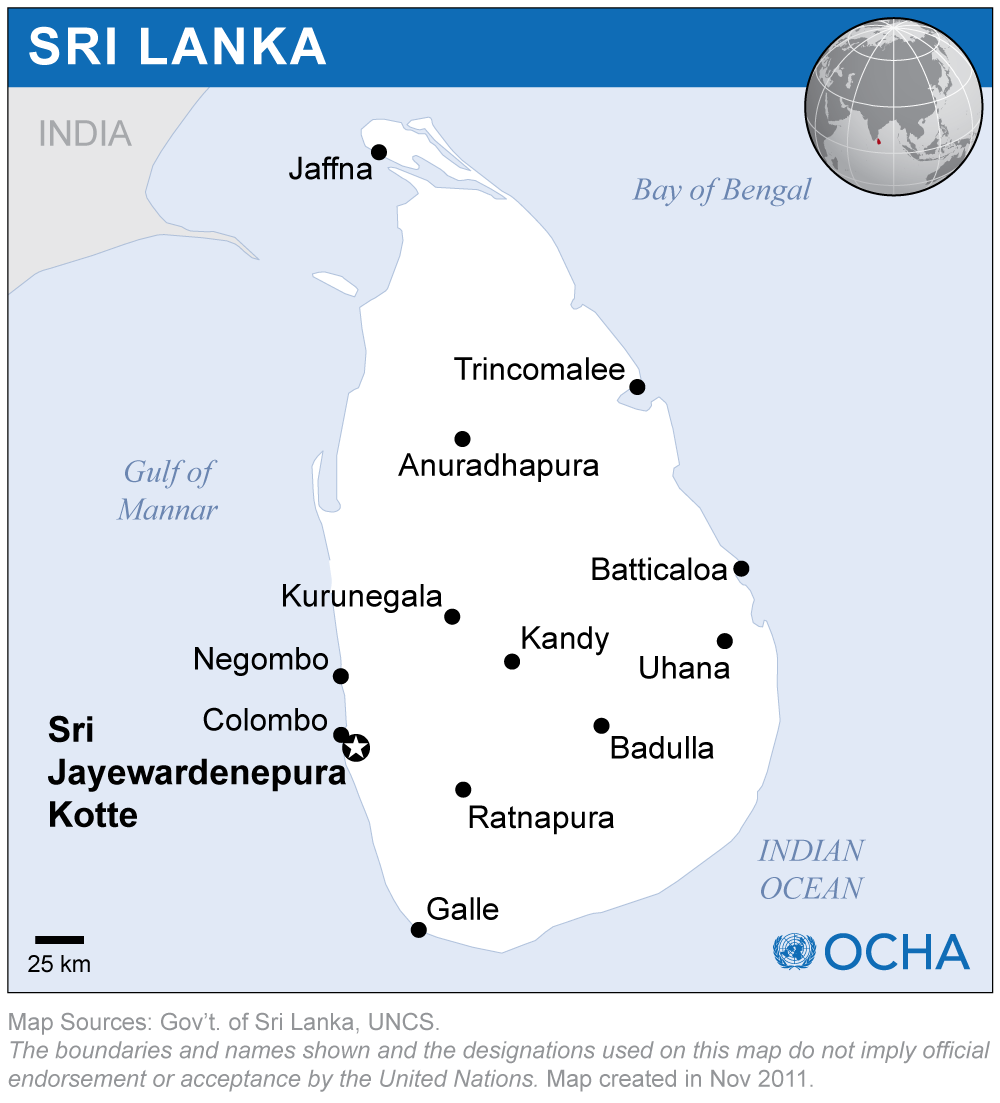 SRI LANKA
INDIA
Jaffna
Bay of Bengal
Trincomalee
Anuradhapura
Gulf of
Mannar
Batticaloa
Kurunegala
Kandy
Uhana
Negombo
Colombo
Sri
Jayewardenepura
Kotte
Badulla
Ratnapura
INDIAN
OCEAN
Galle
25 km
OCHA
Map Sources: Gov't. of Sri Lanka, UNCS.
The boundaries and names shown and the designations used on this map do not imply official
endorsement or acceptance by the United Nations. Map created in Nov 2011.